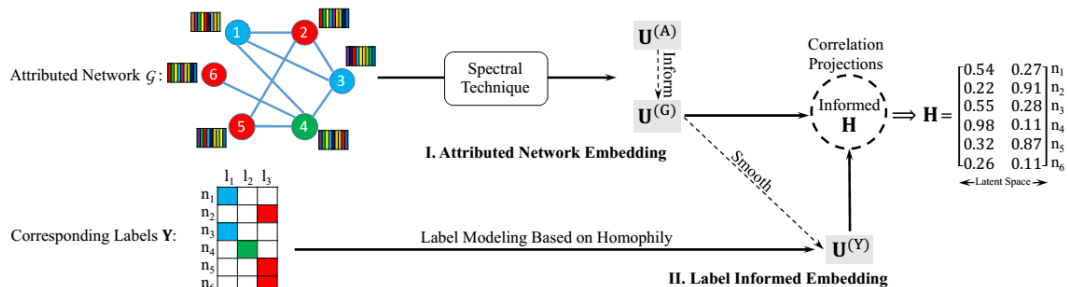 Attributed Network 𝒢:
1
2
3
4
5
6
Spectral
Technique
U(A)
Inform
U(G)
I. Attributed Network Embedding
Smooth
Correlation
Projections
Informed
H
⇒ H =
0.54 0.27 n1
0.22 0.91 n2
0.55 0.28 n3
0.98 0.11 n4
0.32 0.87 n5
0.26 0.11 n6
Latent Space
l1 l2 l3
n1
n2
n3
n4
n5
n6
Corresponding Labels Y:
Label Modeling Based on Homophily
U(Y)
II. Label Informed Embedding